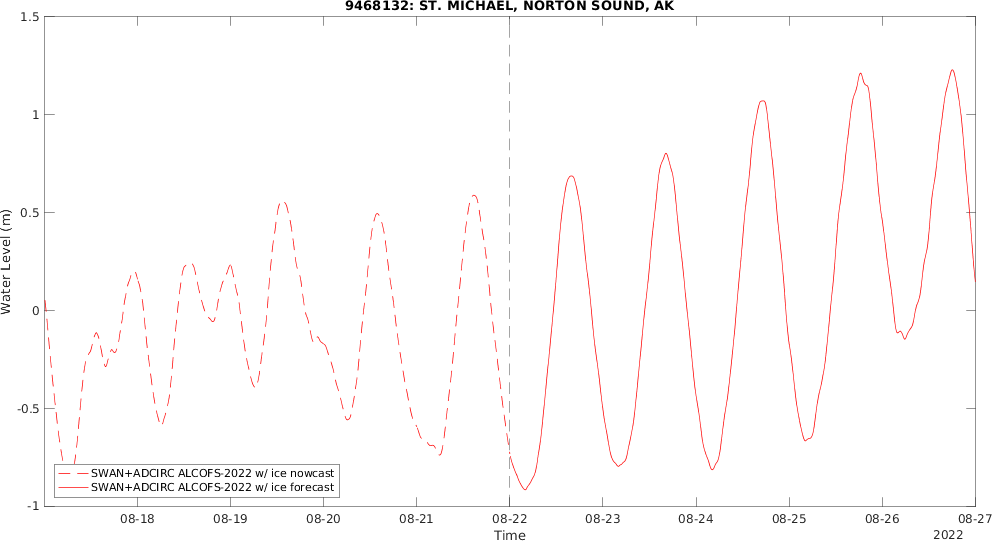 9468132: ST. MICHAEL, NORTON SOUND, AK
1.5
1
0.5
0
-0.5
-1
Water Level (m)
SWAN+ADCIRC ALCOFS-2022 w/ ice nowcast
SWAN+ADCIRC ALCOFS-2022 w/ ice forecast
08-18 08-19 08-20 08-21 08-22 08-23 08-24 08-25 08-26 08-27
Time
2022